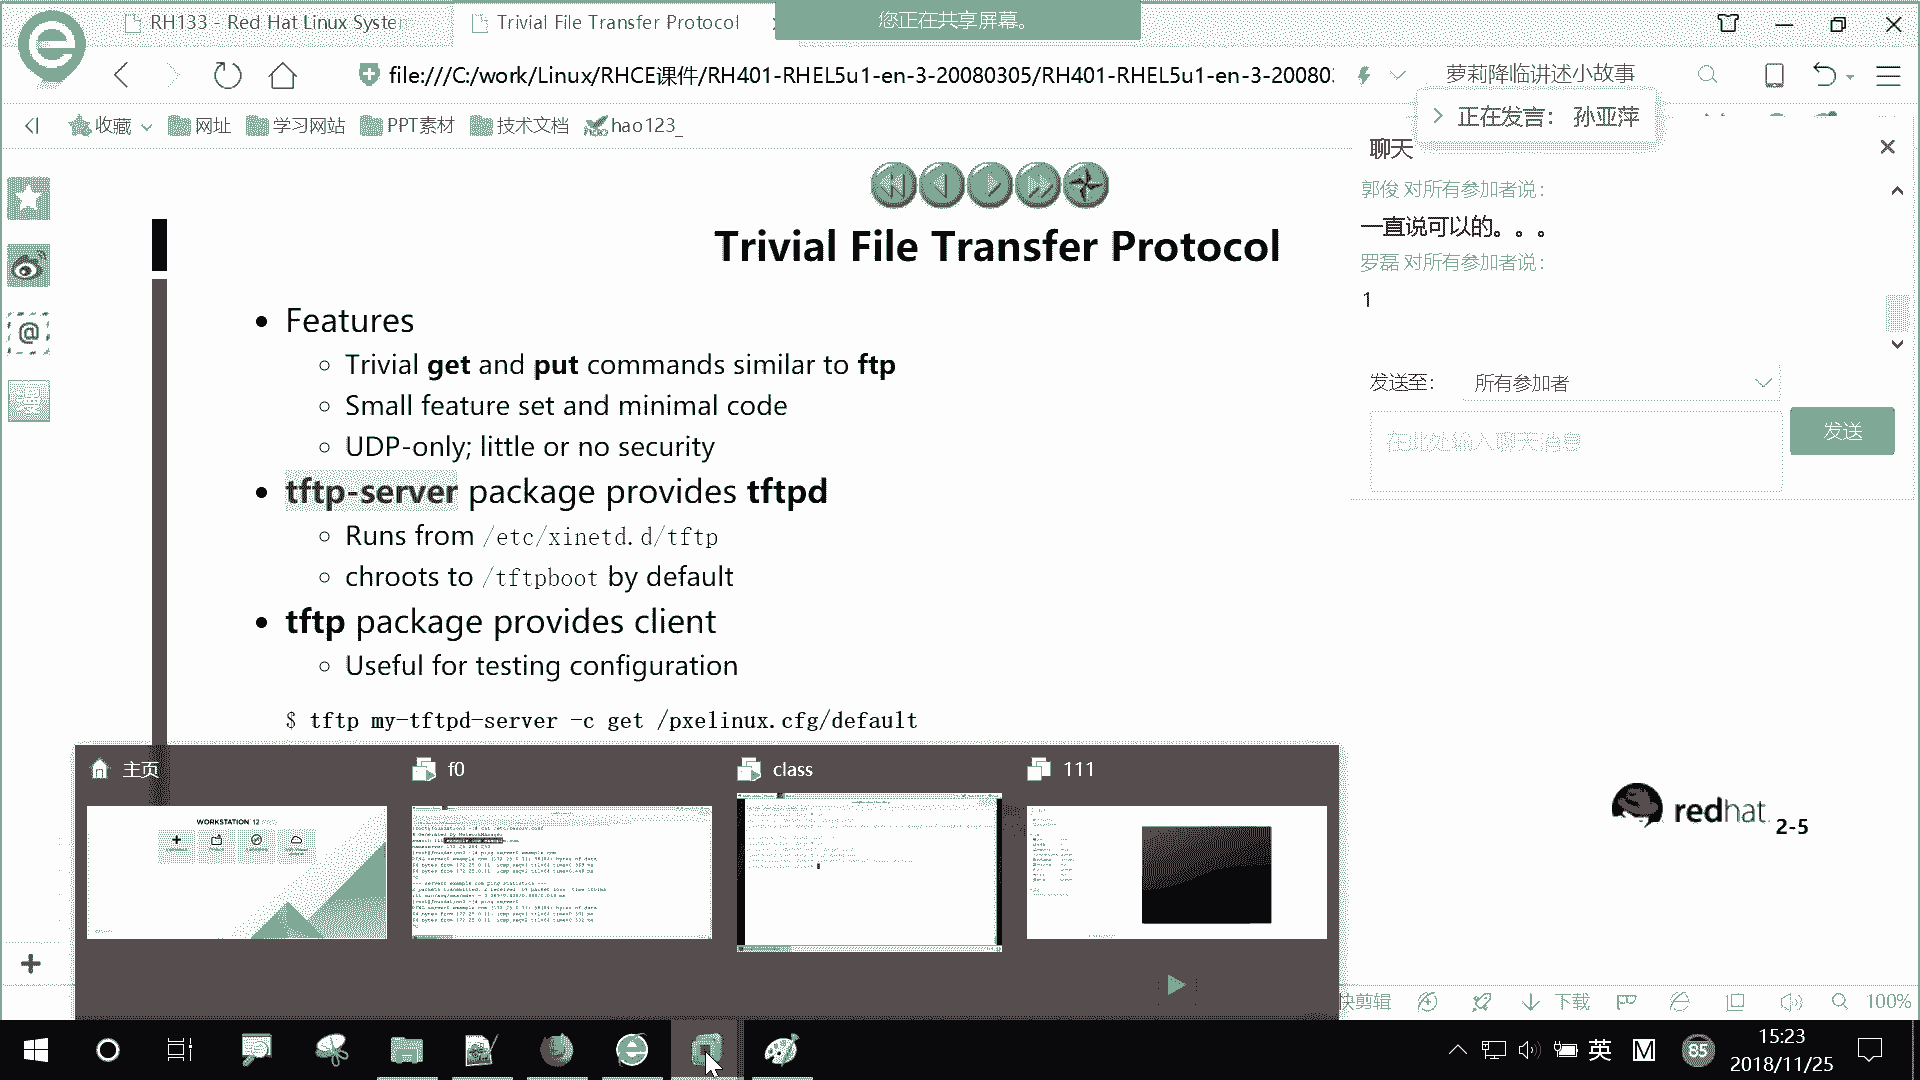 RH133 - Red Hat Linux Syste
Trivial File Transfer Protocol
您正在共享屏幕。
file:///C:/work/Linux/RHCE课件/RH401-RHEL5u1-en-3-20080305/RH401-RHEL5u1-en-3-20080
萝莉降临讲述小故事
收藏
网址
学习网站
PPT素材
技术文档
hao123_
正在发言： 孙亚萍
聊天
郭俊 对所有参加者说：
一直说可以的。。。
罗磊 对所有参加者说：
1
发送至：
所有参加者
在此处输入聊天消息
发送
Trivial File Transfer Protocol
Features
Trivial get and put commands similar to ftp
Small feature set and minimal code
UDP-only; little or no security
tftp-server package provides tftpd
Runs from /etc/xinetd.d/tftp
chroots to /tftpboot by default
tftp package provides client
Useful for testing configuration
$ tftp my-tftpd-server -c get /pxelinux.cfg/default
redhat.
2-5
主页
f0
class
111
WORKSTATION 12
快剪辑
下载
100%
英
M
85
15:23
2018/11/25